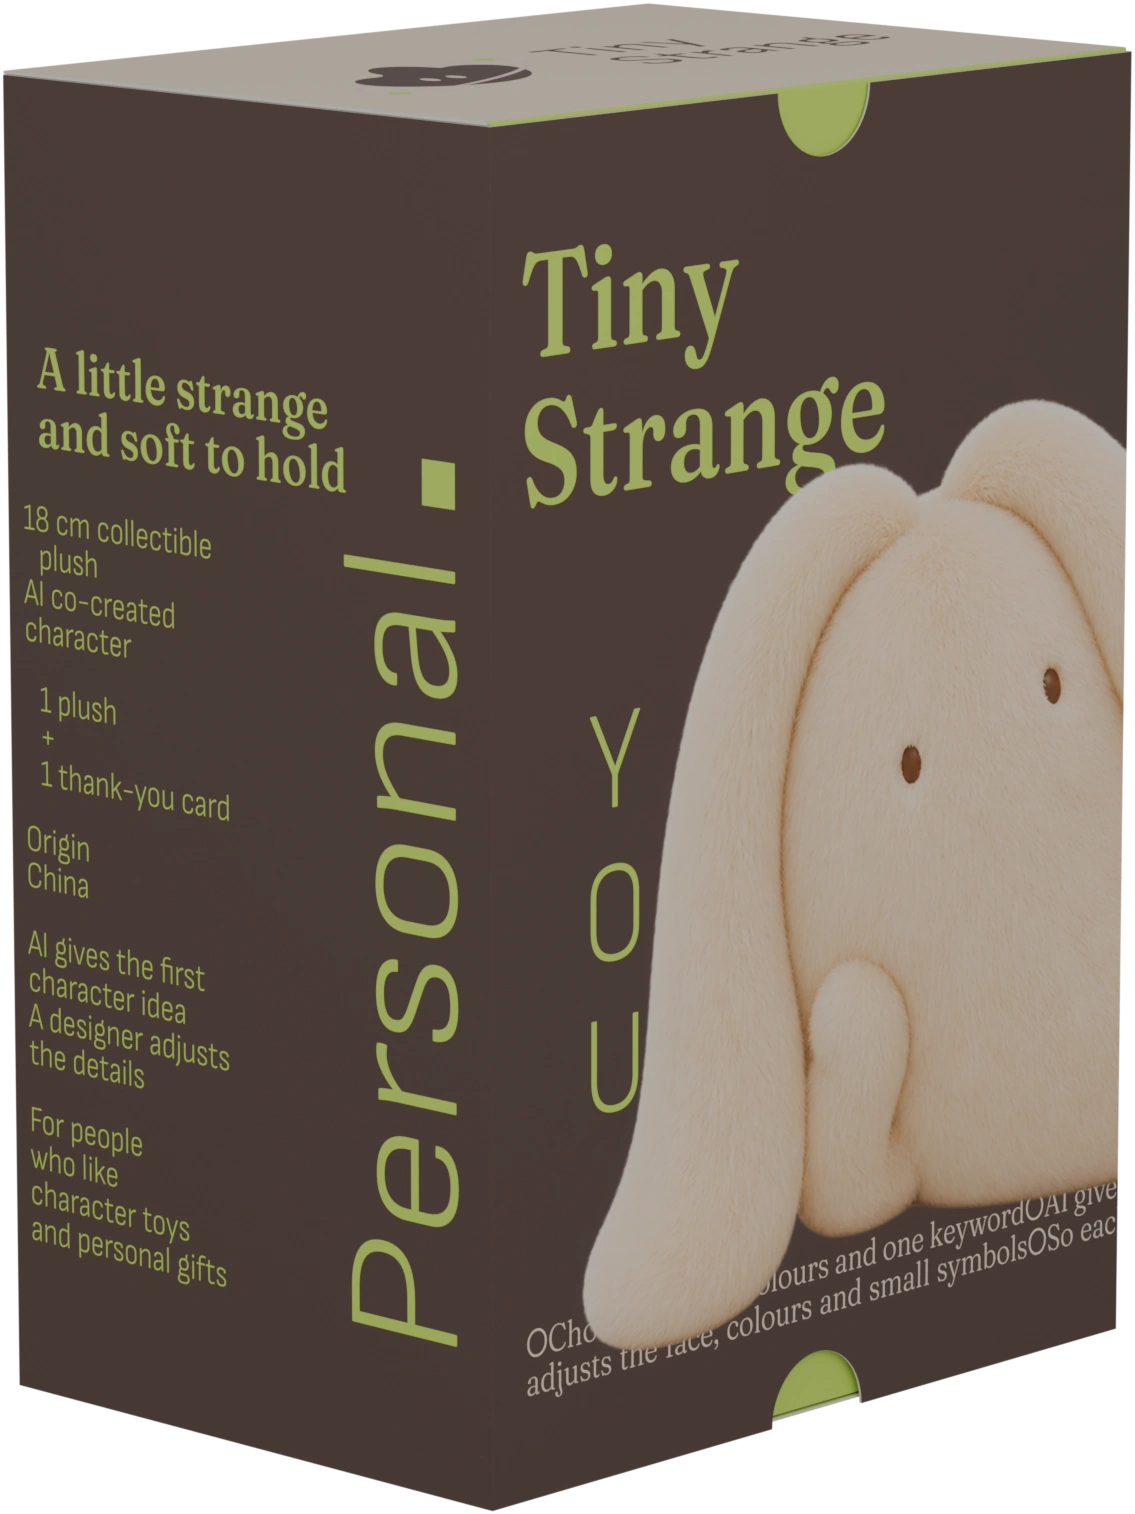 Tiny
Strange
A little strange
and soft to hold
18 cm collectible
plush
AI co-created
character
1 plush
+
1 thank-you card
Origin
China
AI gives the first
character idea
A designer adjusts
the details
For people
who like
character toys
and personal gifts
Personal
Tiny
Strange
Y
O
U
and one keywordOAI give
adjusts the face, colours and small symbolsOSo